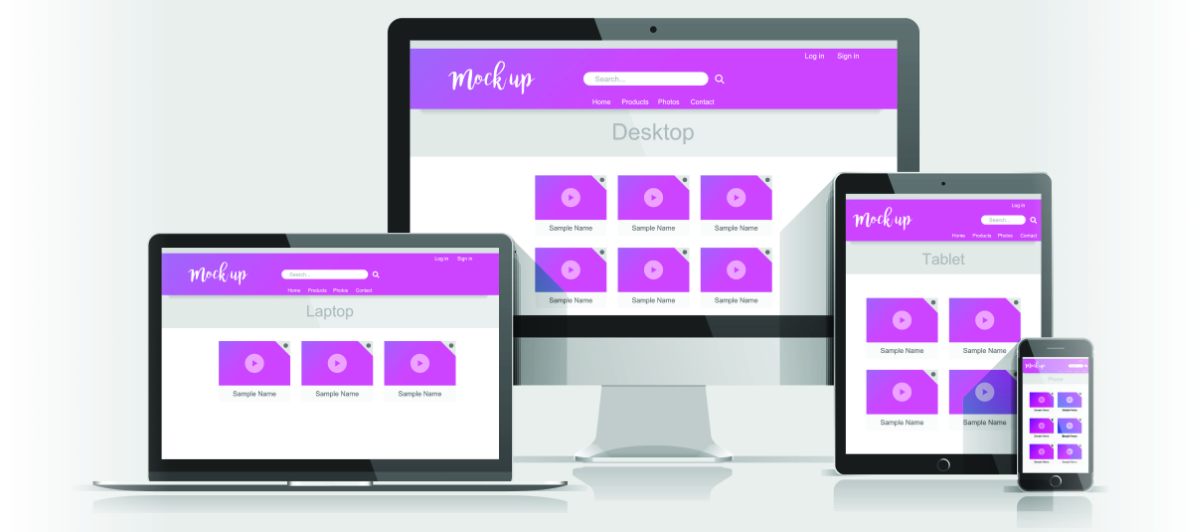 Log in Sign in
Mock up
Search...
Home Products Photos Contact
Desktop
Sample Name Sample Name Sample Name
Sample Name Sample Name Sample Name
Log in Sign in
Mock up
Search...
Home Products Photos Contact
Laptop
Sample Name Sample Name Sample Name
Log in
Mock up
Search...
Home Products Photos Contact
Tablet
Sample Name Sample Name
Sample Name Sample Name
Mock up